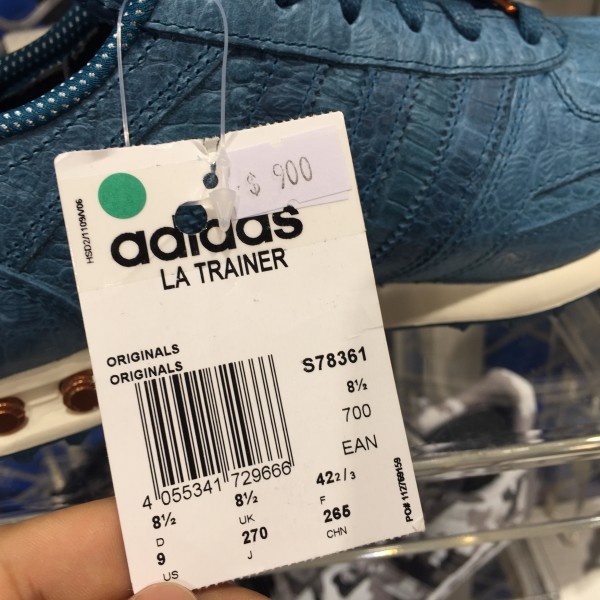 $ 900
adidas
LA TRAINER
HSD2/1109/V06
ORIGINALS
ORIGINALS
S78361
8½
700
EAN
4 055341 729666
8½ 8½ 42 2/3
D UK F
9 270 265
US J CHN
PO# 112769159